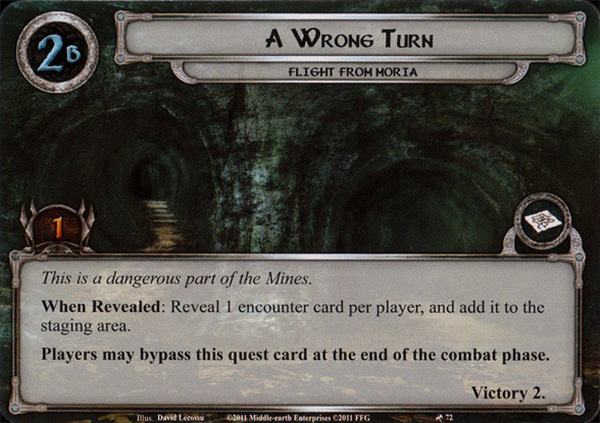 2B
A Wrong Turn
Flight from Moria
1
This is a dangerous part of the Mines.
When Revealed: Reveal 1 encounter card per player, and add it to the
staging area.
Players may bypass this quest card at the end of the combat phase.
Victory 2.
Illus. David Lecossu ©2011 Middle-earth Enterprises ©2011 FFG 72